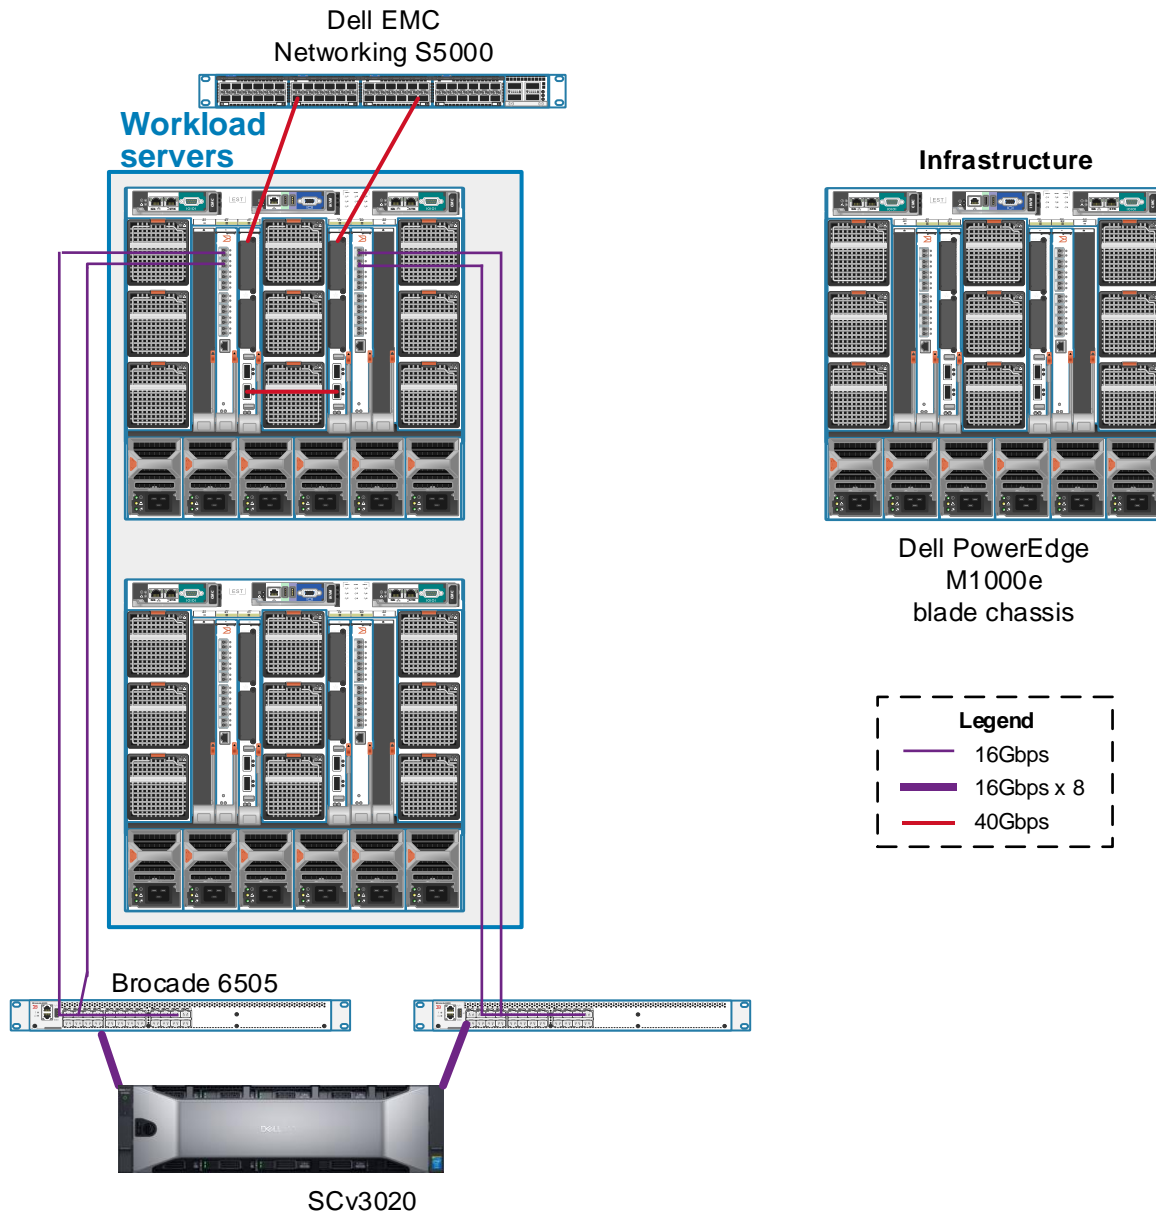 Dell EMC
Networking S5000
Workload
servers
Infrastructure
Dell PowerEdge
M1000e
blade chassis
Legend
16Gbps
16Gbps x 8
40Gbps
Brocade 6505
SCv3020